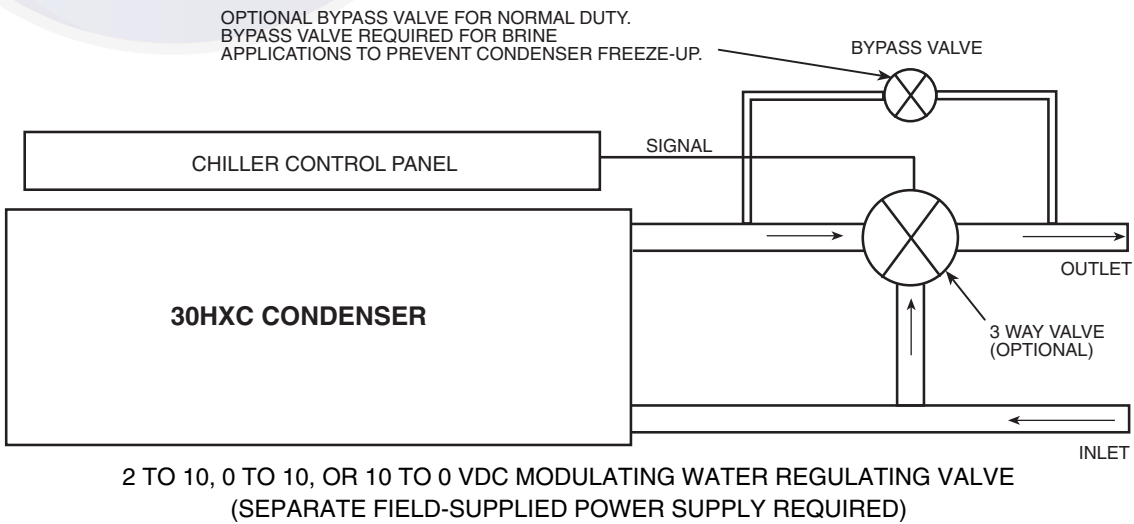 OPTIONAL BYPASS VALVE FOR NORMAL DUTY.
BYPASS VALVE REQUIRED FOR BRINE
APPLICATIONS TO PREVENT CONDENSER FREEZE-UP.
BYPASS VALVE
CHILLER CONTROL PANEL
SIGNAL
OUTLET
30HXC CONDENSER
3 WAY VALVE
(OPTIONAL)
INLET
2 TO 10, 0 TO 10, OR 10 TO 0 VDC MODULATING WATER REGULATING VALVE
(SEPARATE FIELD-SUPPLIED POWER SUPPLY REQUIRED)